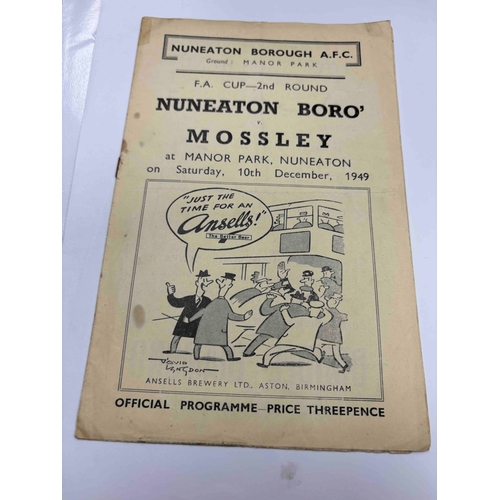 NUNEATON BOROUGH A.F.C.
Ground: MANOR PARK
F.A. CUP—2nd ROUND
NUNEATON BORO'
v.
MOSSLEY
at MANOR PARK, NUNEATON
on Saturday, 10th December, 1949
"JUST THE
TIME FOR AN
Ansells!"
The Better Beer
DAVID
LANGDON
ANSELLS BREWERY LTD., ASTON, BIRMINGHAM
OFFICIAL PROGRAMME—PRICE THREEPENCE